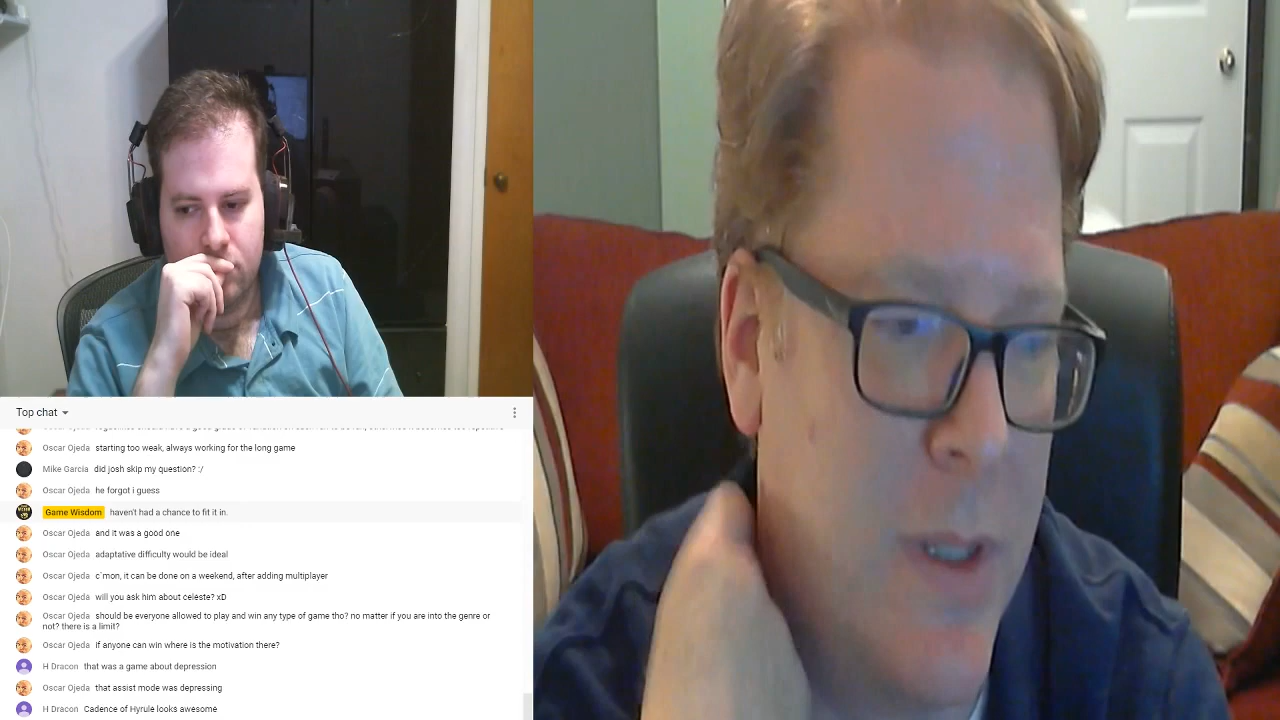 Top chat
Oscar Ojeda starting too weak, always working for the long game
Mike Garcia did josh skip my question? :/
Oscar Ojeda he forgot i guess
Game Wisdom haven't had a chance to fit it in.
Oscar Ojeda and it was a good one
Oscar Ojeda adaptative difficulty would be ideal
Oscar Ojeda c´mon, it can be done on a weekend, after adding multiplayer
Oscar Ojeda will you ask him about celeste? xD
Oscar Ojeda should be everyone allowed to play and win any type of game tho? no matter if you are into the genre or
not? there is a limit?
Oscar Ojeda if anyone can win where is the motivation there?
H Dracon that was a game about depression
Oscar Ojeda that assist mode was depressing
H Dracon Cadence of Hyrule looks awesome